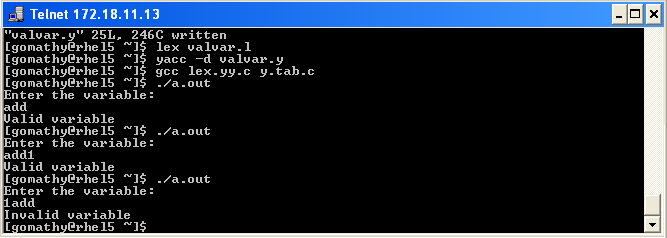 Telnet 172.18.11.13
"valvar.y" 25L, 246C written
[gomathy@rhel5 ~]$ lex valvar.l
[gomathy@rhel5 ~]$ yacc -d valvar.y
[gomathy@rhel5 ~]$ gcc lex.yy.c y.tab.c
[gomathy@rhel5 ~]$ ./a.out
Enter the variable:
add
Valid variable
[gomathy@rhel5 ~]$ ./a.out
Enter the variable:
add1
Valid variable
[gomathy@rhel5 ~]$ ./a.out
Enter the variable:
1add
Invalid variable
[gomathy@rhel5 ~]$